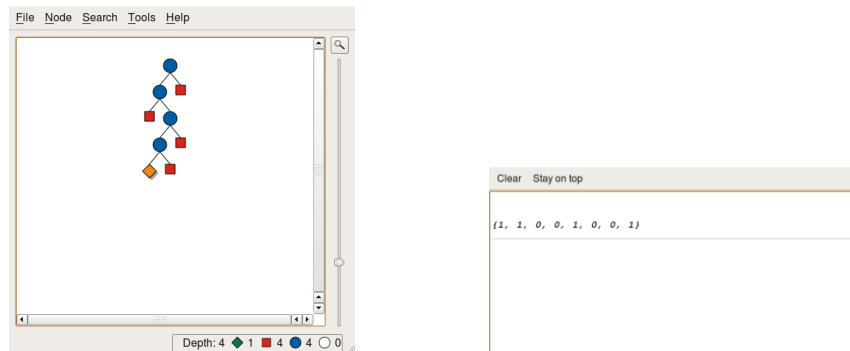 File Node Search Tools Help
Depth: 4 1 4 4 0
Clear Stay on top
{1, 1, 0, 0, 1, 0, 0, 1}